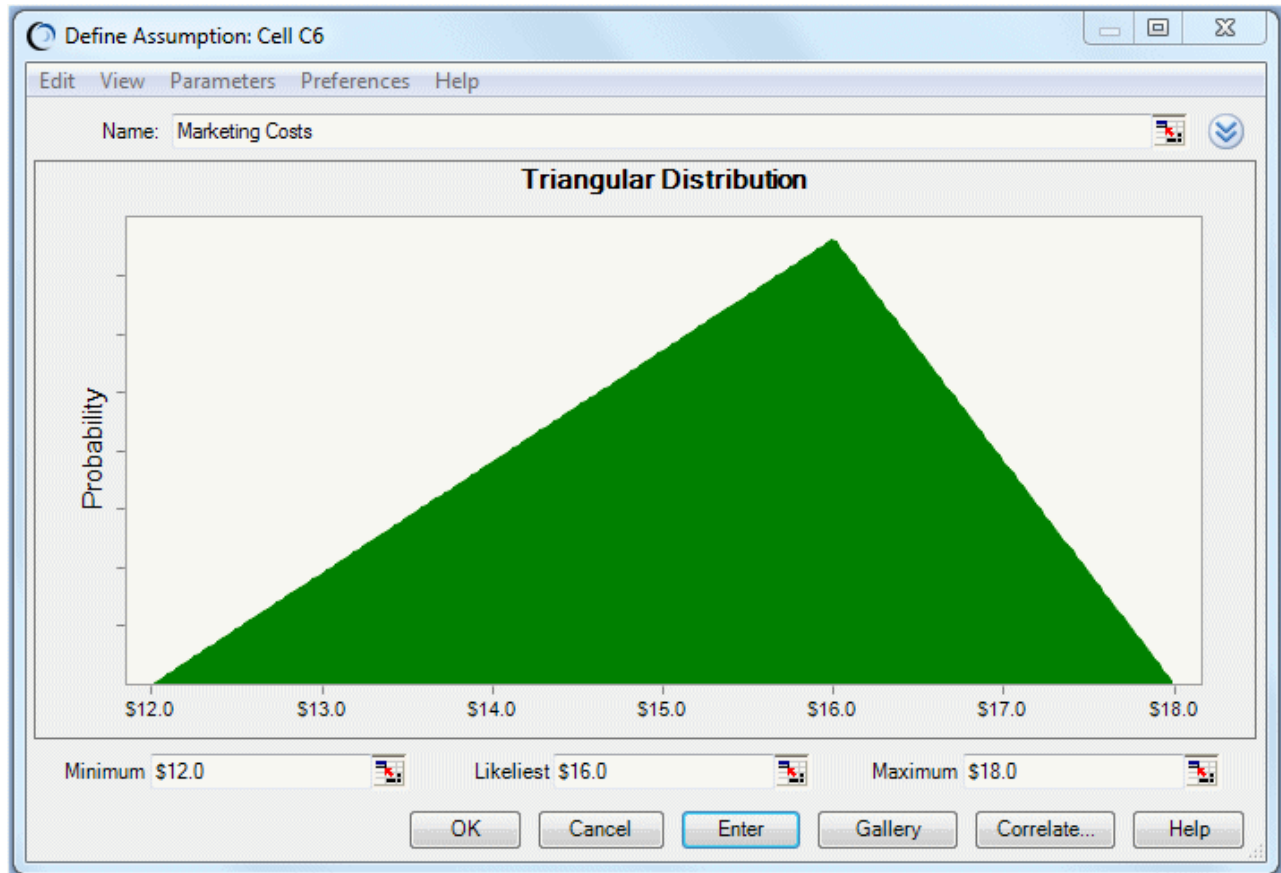 Define Assumption: Cell C6
Edit View Parameters Preferences Help
Name: Marketing Costs
Triangular Distribution
Probability
$12.0 $13.0 $14.0 $15.0 $16.0 $17.0 $18.0
Minimum $12.0 Likeliest $16.0 Maximum $18.0
OK Cancel Enter Gallery Correlate... Help